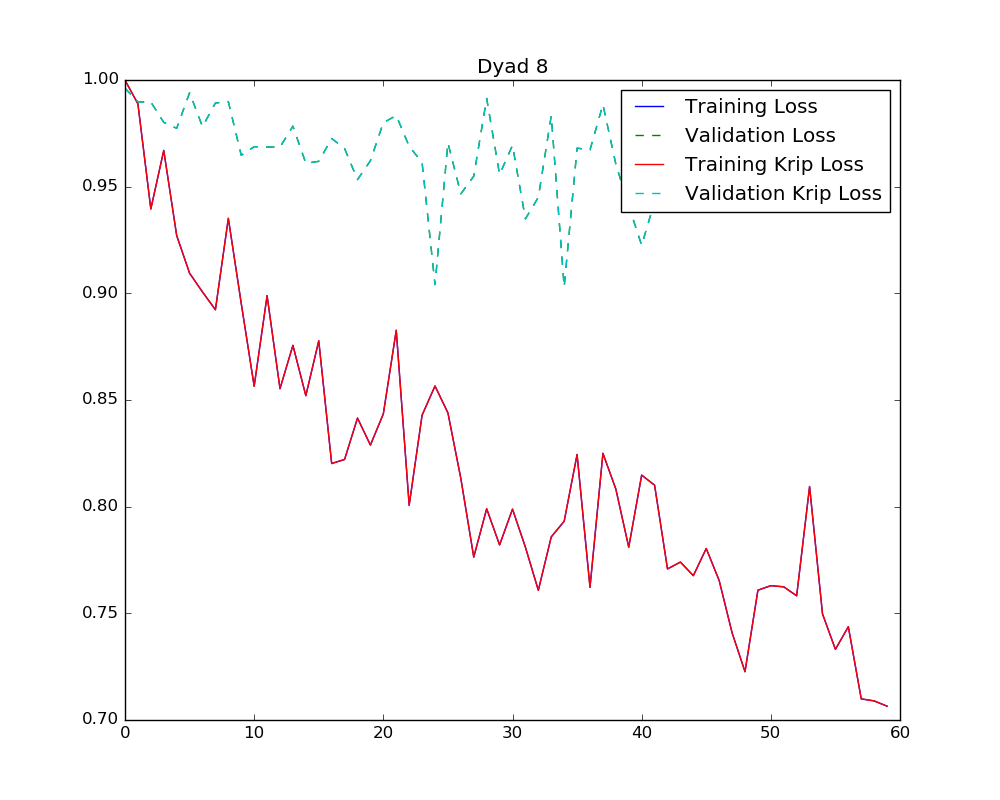 Dyad 8
1.00
0.95
0.90
0.85
0.80
0.75
0.70
0 10 20 30 40 50 60
Training Loss
Validation Loss
Training Krip Loss
Validation Krip Loss